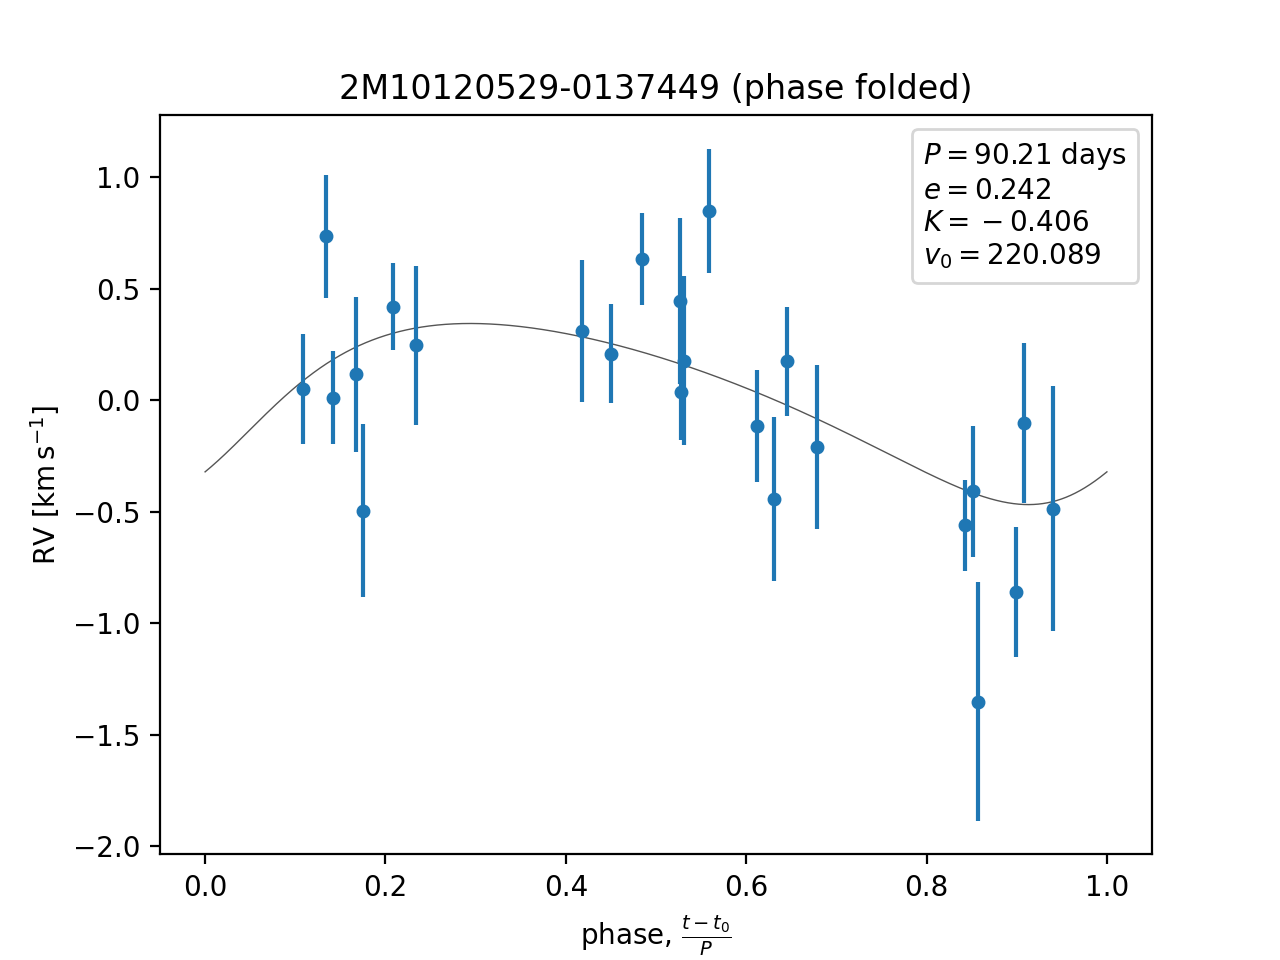 2M10120529-0137449 (phase folded)
P = 90.21 days
e = 0.242
K = −0.406
v₀ = 220.089
1.0
0.5
0.0
−0.5
−1.0
−1.5
−2.0
RV [km s⁻¹]
0.0 0.2 0.4 0.6 0.8 1.0
phase, (t − t₀)/P